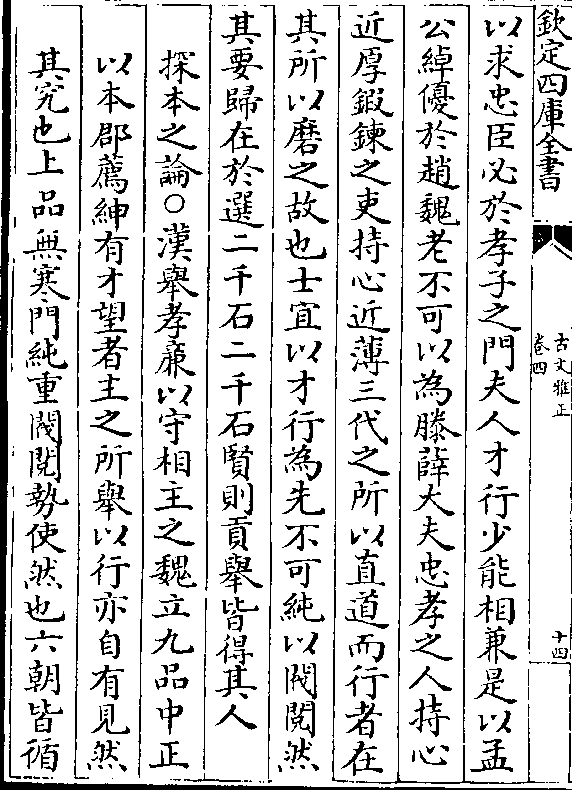 欽定四庫全書
古文雅正
卷四
十四
以求忠臣必於孝子之門夫人才行少能相兼是以孟
公綽優於趙魏老不可以為滕薛大夫忠孝之人持心
近厚鍛鍊之吏持心近薄三代之所以直道而行者在
其所以磨之故也士宜以才行為先不可純以閥閱然
其要歸在於選二千石二千石賢則貢舉皆得其人
探本之論○漢舉孝亷以守相主之魏立九品中正
以本郡薦紳有才望者主之所舉以行亦自有見然
其究也上品無寒門純重閥閱勢使然也六朝皆循